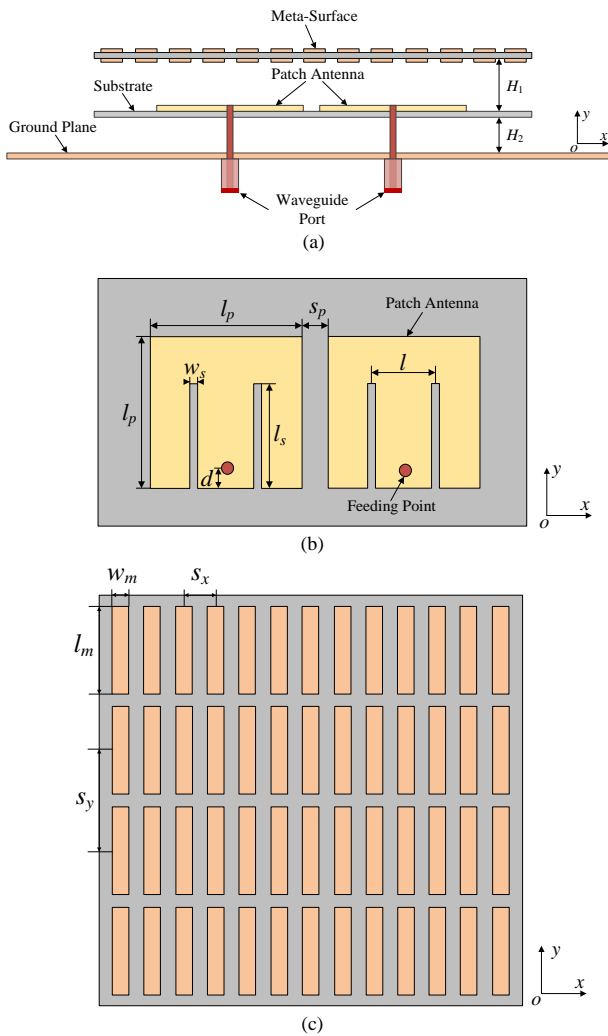 Meta-Surface
Patch Antenna
Substrate
Ground Plane
H1
H2
y
o
x
Waveguide
Port
(a)
lp
sp
Patch Antenna
ws
l
lp
ls
d
Feeding Point
y
o
x
(b)
wm
sx
lm
sy
y
o
x
(c)